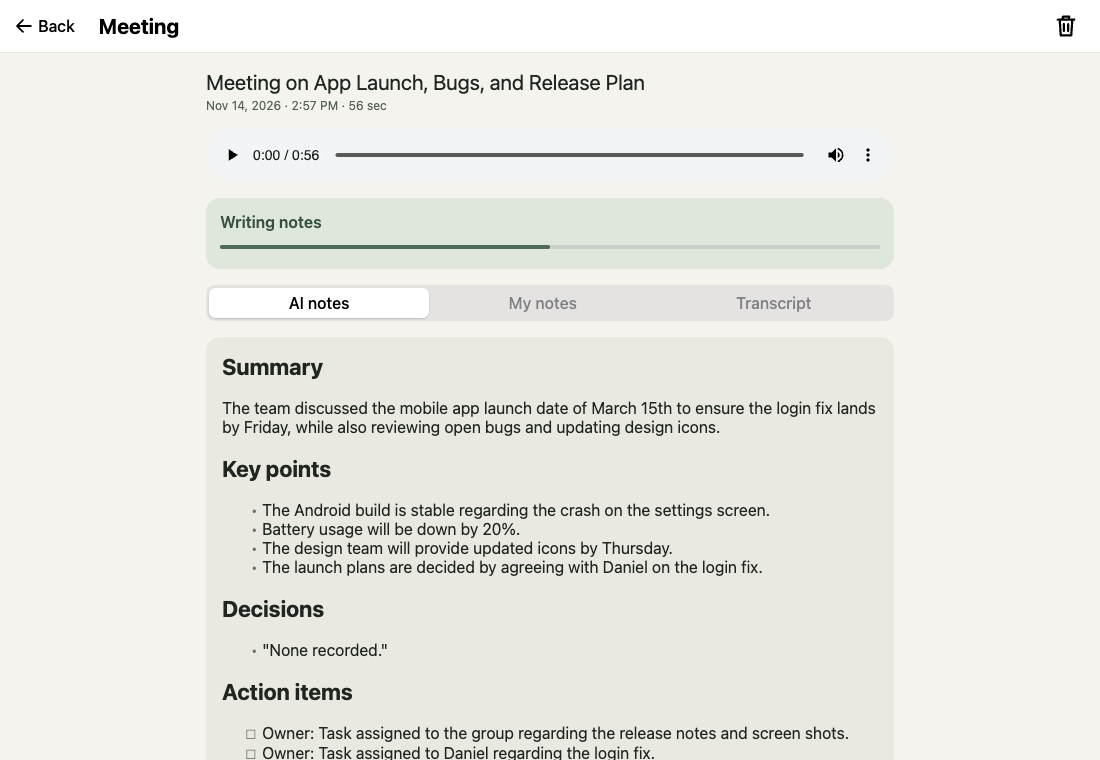 Back
Meeting
Meeting on App Launch, Bugs, and Release Plan
Nov 14, 2026 · 2:57 PM · 56 sec
0:00 / 0:56
Writing notes
AI notes
My notes
Transcript
Summary
The team discussed the mobile app launch date of March 15th to ensure the login fix lands
by Friday, while also reviewing open bugs and updating design icons.
Key points
• The Android build is stable regarding the crash on the settings screen.
• Battery usage will be down by 20%.
• The design team will provide updated icons by Thursday.
• The launch plans are decided by agreeing with Daniel on the login fix.
Decisions
• "None recorded."
Action items
☐ Owner: Task assigned to the group regarding the release notes and screen shots.
☐ Owner: Task assigned to Daniel regarding the login fix.